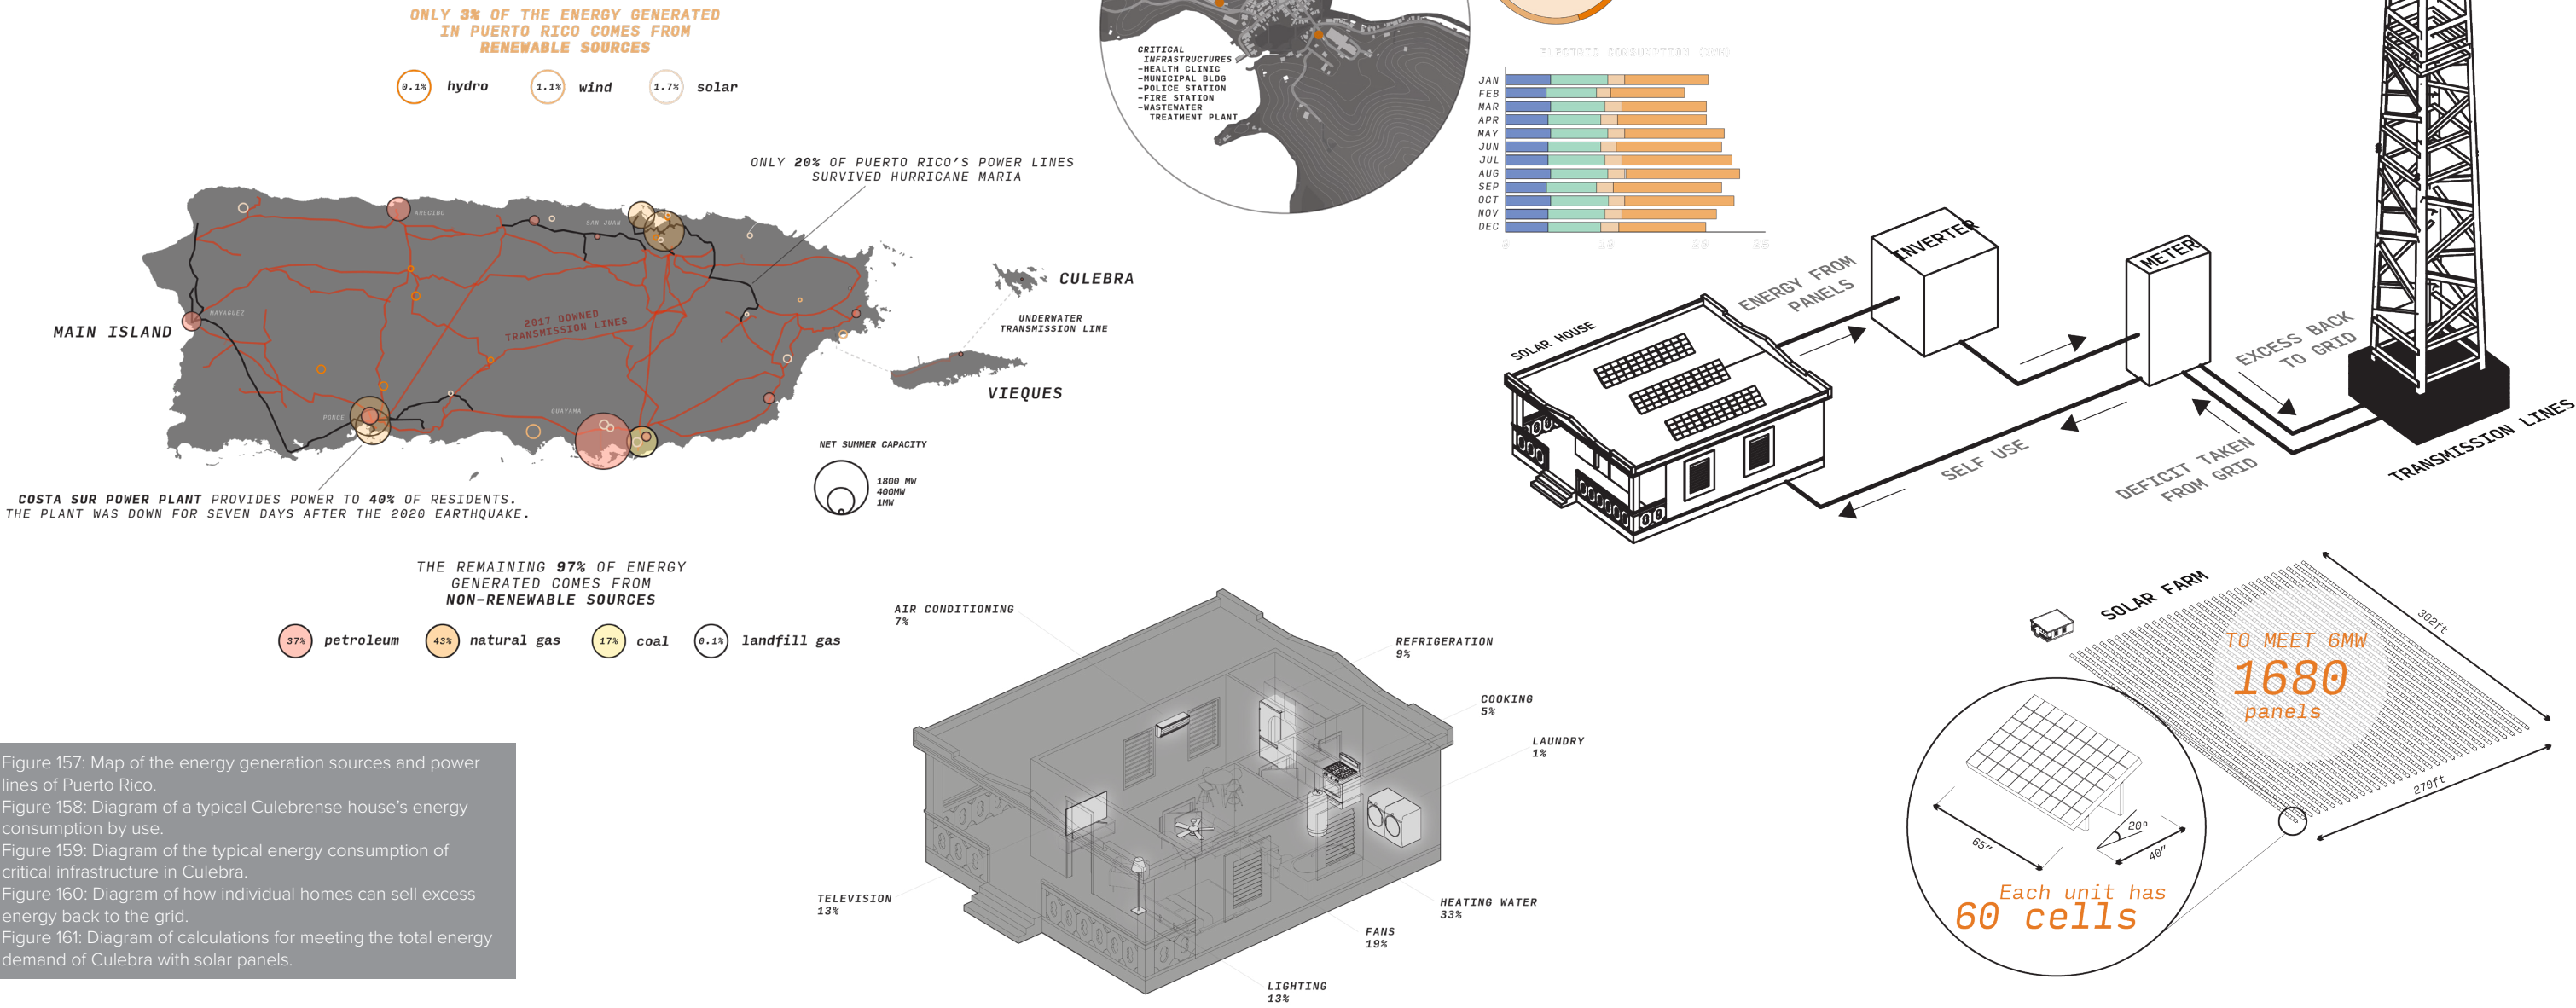 ONLY 3% OF THE ENERGY GENERATED
IN PUERTO RICO COMES FROM
RENEWABLE SOURCES
0.1% hydro
1.1% wind
1.7% solar
ONLY 20% OF PUERTO RICO'S POWER LINES
SURVIVED HURRICANE MARIA
ARECIBO
SAN JUAN
MAYAGUEZ
PONCE
GUAYAMA
2017 DOWNED
TRANSMISSION LINES
MAIN ISLAND
CULEBRA
UNDERWATER
TRANSMISSION LINE
VIEQUES
NET SUMMER CAPACITY
1800 MW
400MW
1MW
COSTA SUR POWER PLANT PROVIDES POWER TO 40% OF RESIDENTS.
THE PLANT WAS DOWN FOR SEVEN DAYS AFTER THE 2020 EARTHQUAKE.
THE REMAINING 97% OF ENERGY
GENERATED COMES FROM
NON-RENEWABLE SOURCES
37% petroleum
43% natural gas
17% coal
0.1% landfill gas
Figure 157: Map of the energy generation sources and power
lines of Puerto Rico.
Figure 158: Diagram of a typical Culebrense house's energy
consumption by use.
Figure 159: Diagram of the typical energy consumption of
critical infrastructure in Culebra.
Figure 160: Diagram of how individual homes can sell excess
energy back to the grid.
Figure 161: Diagram of calculations for meeting the total energy
demand of Culebra with solar panels.
CRITICAL
INFRASTRUCTURES
-HEALTH CLINIC
-MUNICIPAL BLDG
-POLICE STATION
-FIRE STATION
-WASTEWATER
TREATMENT PLANT
ELECTRIC CONSUMPTION
JAN
FEB
MAR
APR
MAY
JUN
JUL
AUG
SEP
OCT
NOV
DEC
AIR CONDITIONING
7%
REFRIGERATION
9%
COOKING
5%
LAUNDRY
1%
TELEVISION
13%
HEATING WATER
33%
FANS
19%
LIGHTING
13%
SOLAR HOUSE
ENERGY FROM
PANELS
INVERTER
METER
EXCESS BACK
TO GRID
SELF USE
DEFICIT TAKEN
FROM GRID
TRANSMISSION LINES
SOLAR FARM
302ft
TO MEET 6MW
1680
panels
270ft
65"
20º
40"
Each unit has
60 cells